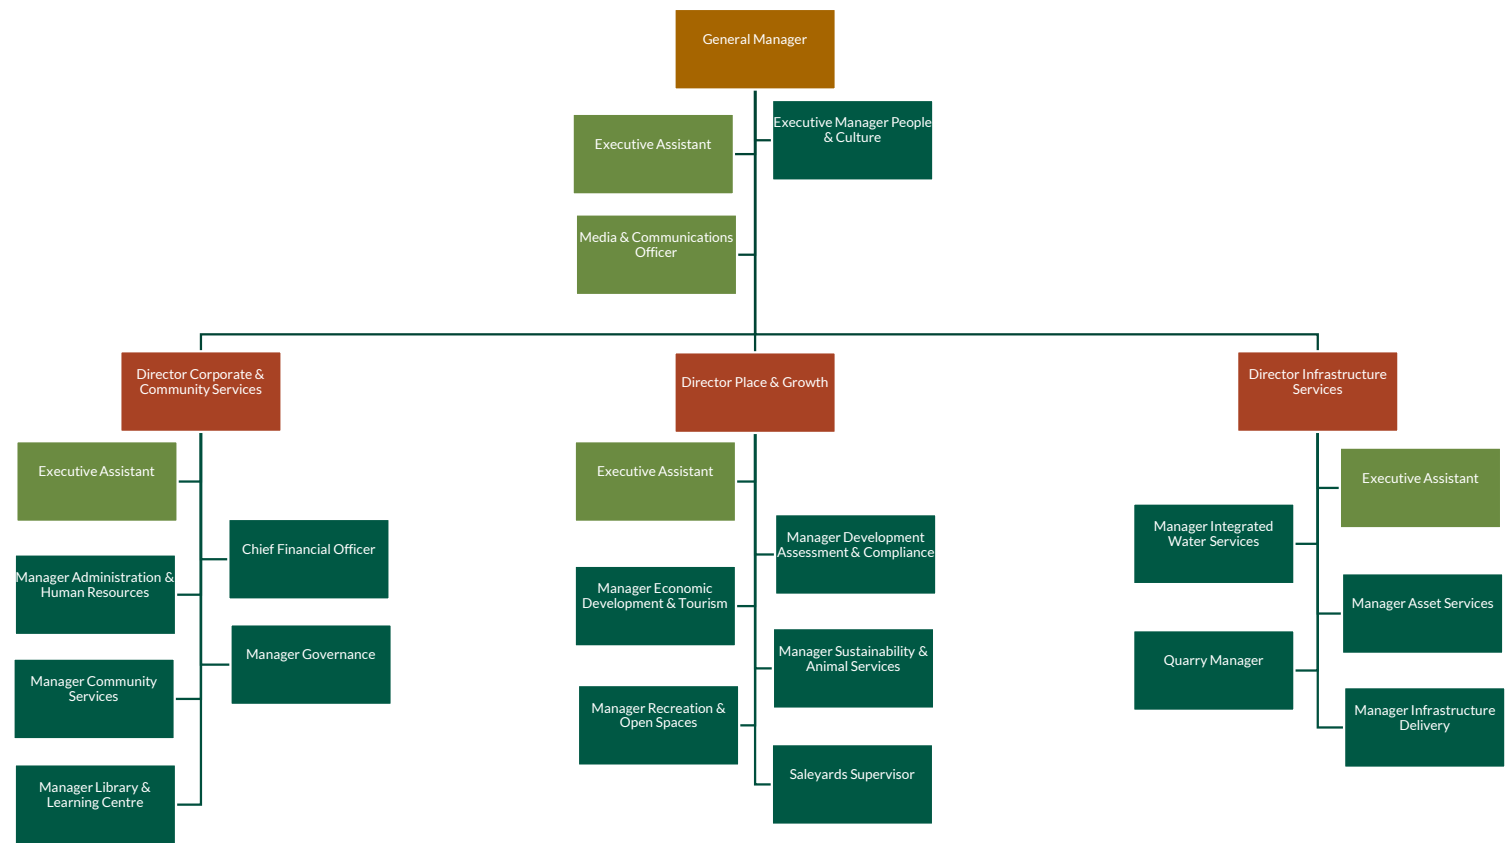 General Manager
Executive Manager People
& Culture
Executive Assistant
Media & Communications
Officer
Director Corporate &
Community Services
Executive Assistant
Chief Financial Officer
Manager Administration &
Human Resources
Manager Governance
Manager Community
Services
Manager Library &
Learning Centre
Director Place & Growth
Executive Assistant
Manager Development
Assessment & Compliance
Manager Economic
Development & Tourism
Manager Sustainability &
Animal Services
Manager Recreation &
Open Spaces
Saleyards Supervisor
Director Infrastructure
Services
Executive Assistant
Manager Integrated
Water Services
Manager Asset Services
Quarry Manager
Manager Infrastructure
Delivery